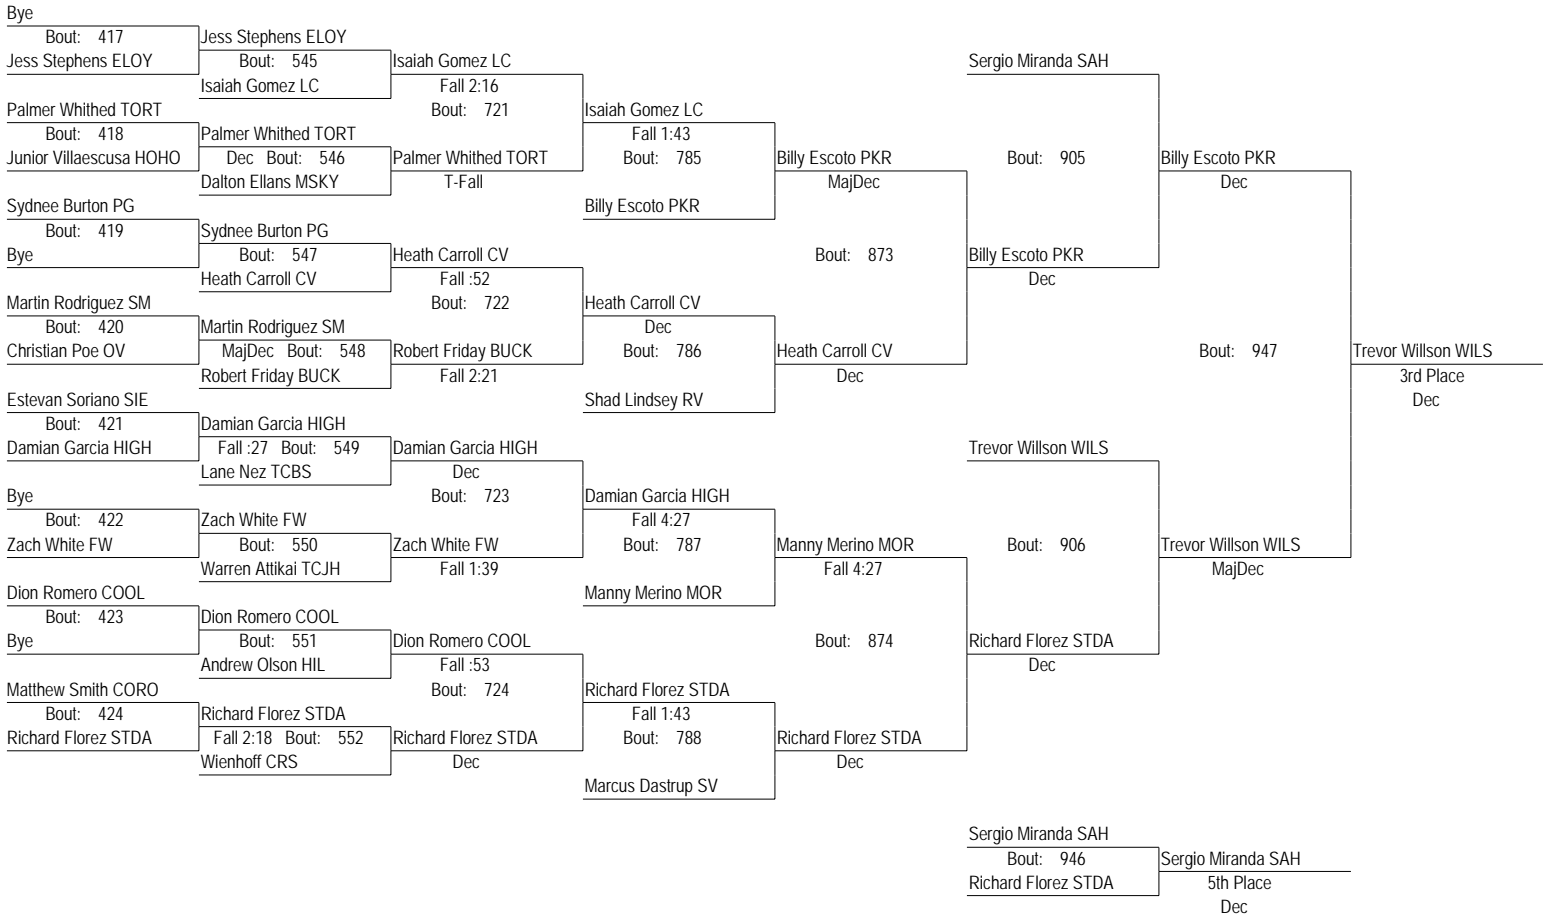 Bye
Bout: 417
Jess Stephens ELOY
Jess Stephens ELOY
Bout: 545
Isaiah Gomez LC
Isaiah Gomez LC
Fall 2:16
Bout: 721
Palmer Whithed TORT
Bout: 418
Junior Villaescusa HOHO
Palmer Whithed TORT
Dec Bout: 546
Dalton Ellans MSKY
Palmer Whithed TORT
T-Fall
Isaiah Gomez LC
Fall 1:43
Bout: 785
Billy Escoto PKR
Billy Escoto PKR
MajDec
Bout: 873
Sydnee Burton PG
Bout: 419
Bye
Sydnee Burton PG
Bout: 547
Heath Carroll CV
Heath Carroll CV
Fall :52
Bout: 722
Martin Rodriguez SM
Bout: 420
Christian Poe OV
Martin Rodriguez SM
MajDec Bout: 548
Robert Friday BUCK
Robert Friday BUCK
Fall 2:21
Heath Carroll CV
Dec
Bout: 786
Shad Lindsey RV
Heath Carroll CV
Dec
Sergio Miranda SAH
Bout: 905
Billy Escoto PKR
Dec
Billy Escoto PKR
Dec
Bout: 947
Trevor Willson WILS
3rd Place
Dec
Estevan Soriano SIE
Bout: 421
Damian Garcia HIGH
Damian Garcia HIGH
Fall :27 Bout: 549
Lane Nez TCBS
Damian Garcia HIGH
Dec
Bout: 723
Bye
Bout: 422
Zach White FW
Zach White FW
Bout: 550
Warren Attikai TCJH
Zach White FW
Fall 1:39
Damian Garcia HIGH
Fall 4:27
Bout: 787
Manny Merino MOR
Manny Merino MOR
Fall 4:27
Bout: 874
Dion Romero COOL
Bout: 423
Bye
Dion Romero COOL
Bout: 551
Andrew Olson HIL
Dion Romero COOL
Fall :53
Bout: 724
Matthew Smith CORO
Bout: 424
Richard Florez STDA
Richard Florez STDA
Fall 2:18 Bout: 552
Wienhoff CRS
Richard Florez STDA
Dec
Richard Florez STDA
Fall 1:43
Bout: 788
Marcus Dastrup SV
Richard Florez STDA
Dec
Trevor Willson WILS
Bout: 906
Richard Florez STDA
Dec
Trevor Willson WILS
MajDec
Sergio Miranda SAH
Bout: 946
Richard Florez STDA
Sergio Miranda SAH
5th Place
Dec